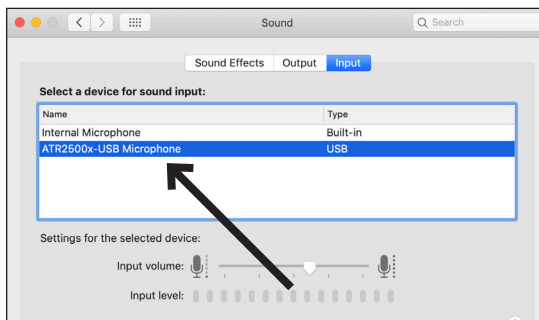 Sound
Search
Sound Effects Output Input
Select a device for sound input:
Name Type
Internal Microphone Built-in
ATR2500x-USB Microphone USB
Settings for the selected device:
Input volume:
Input level: